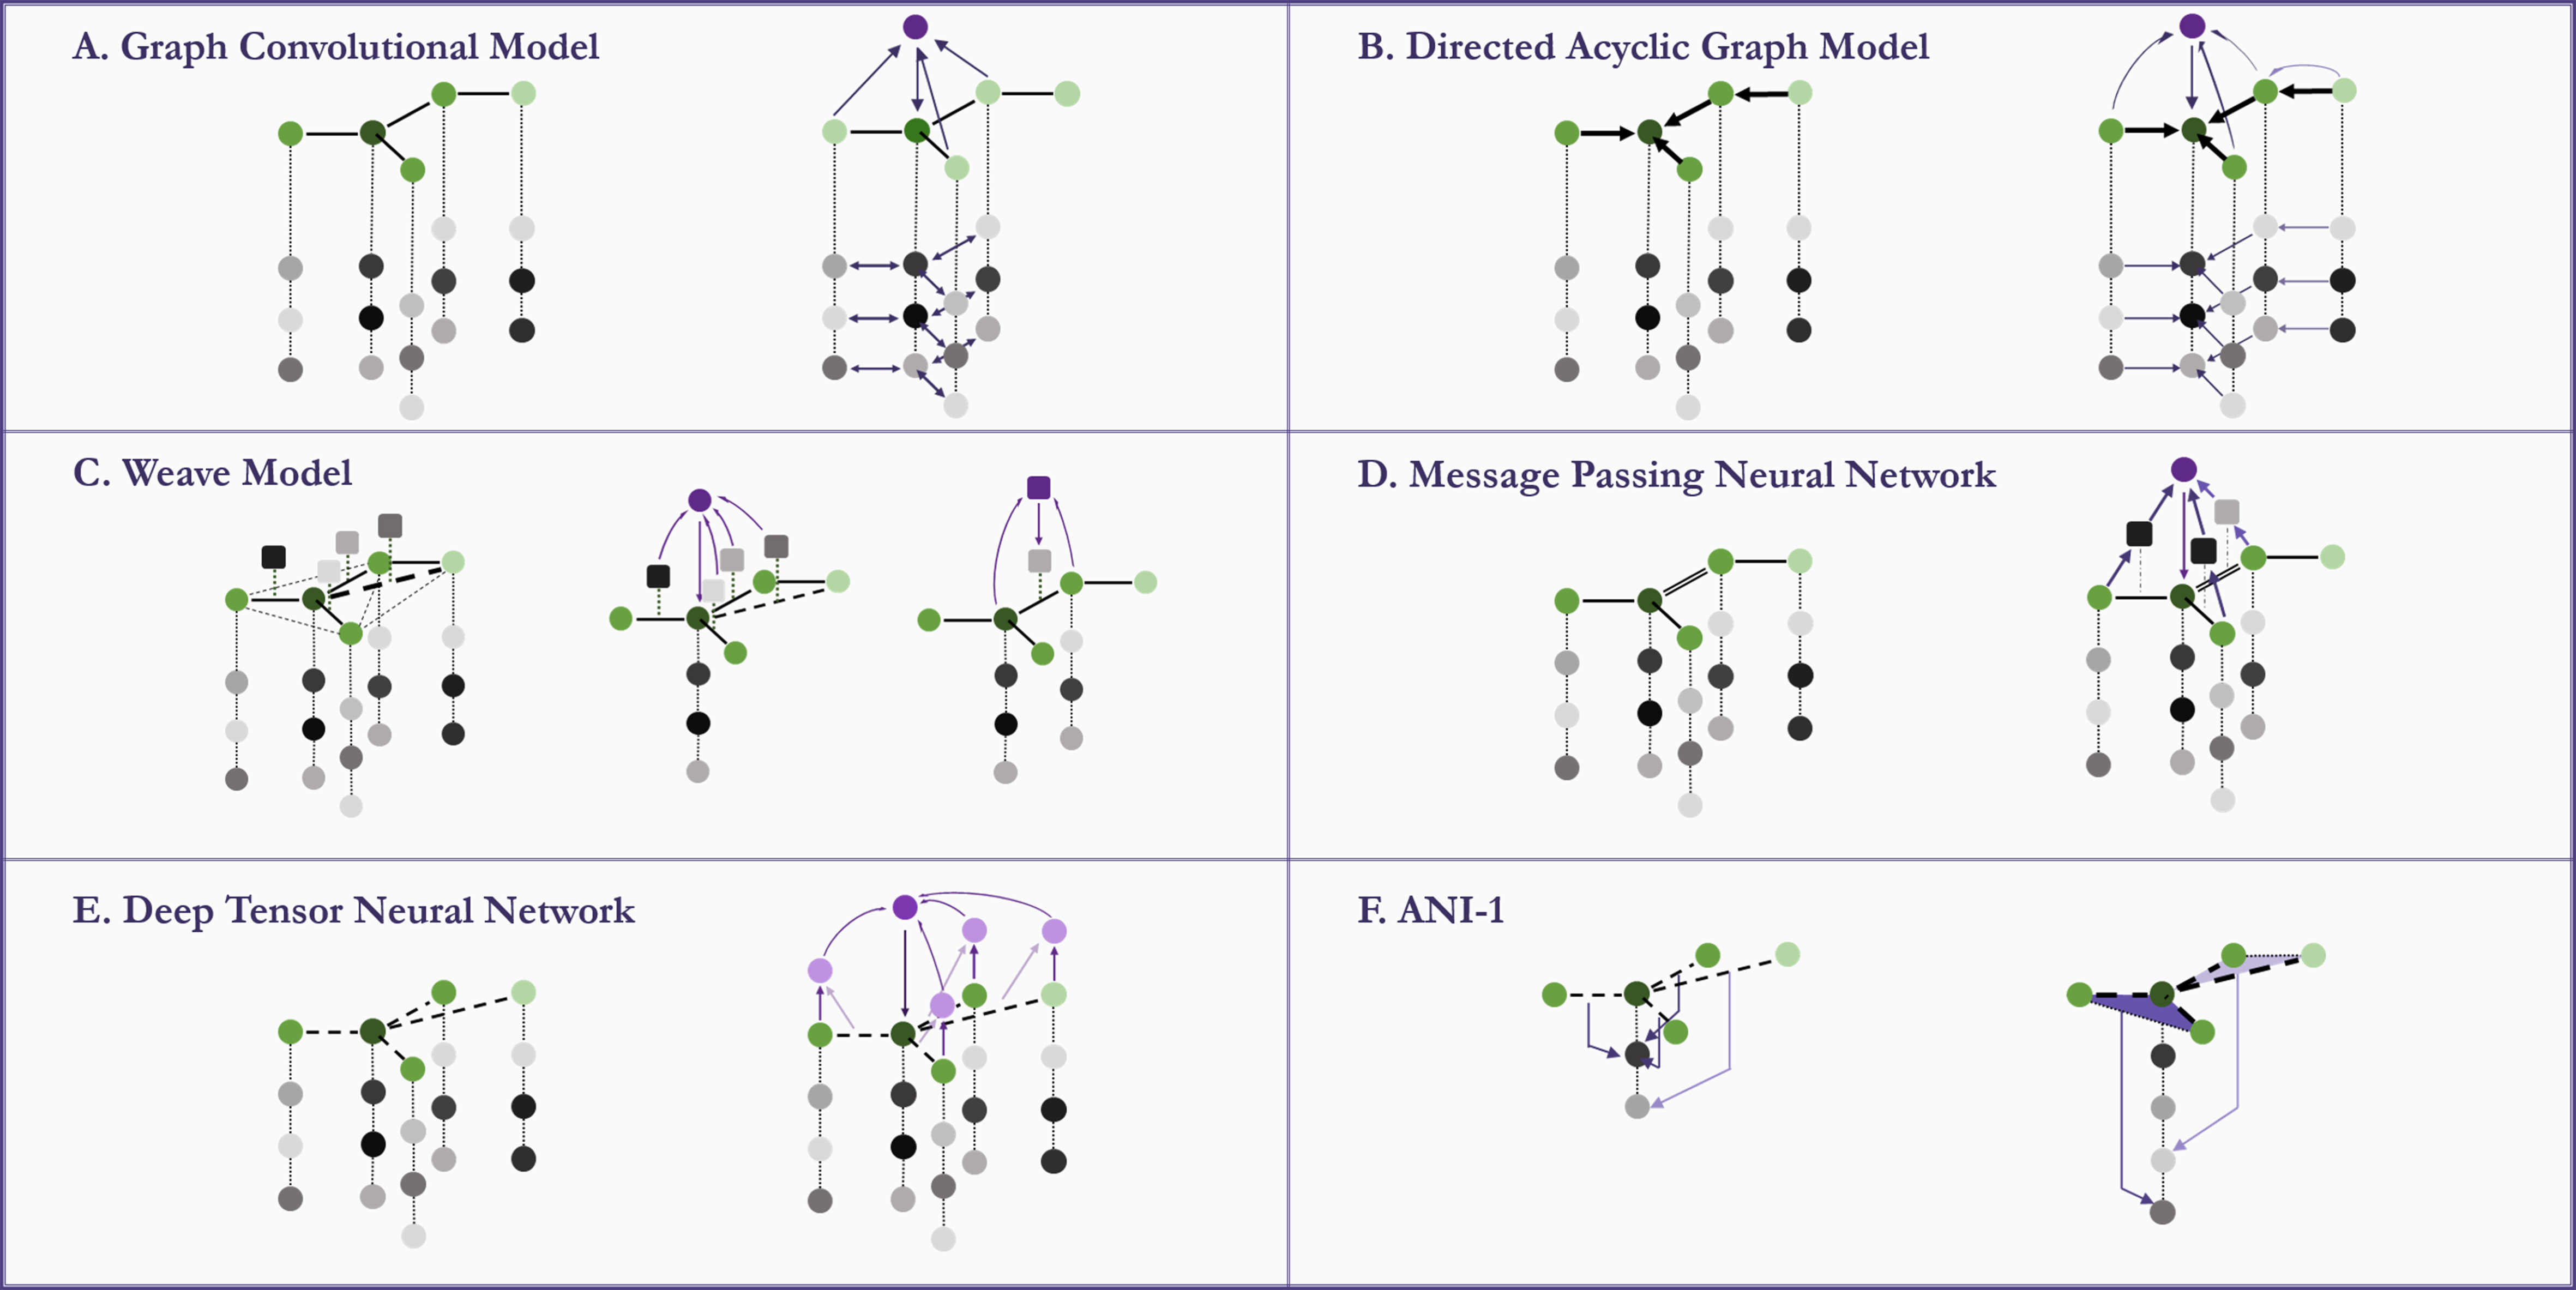 A. Graph Convolutional Model
B. Directed Acyclic Graph Model
C. Weave Model
D. Message Passing Neural Network
E. Deep Tensor Neural Network
F. ANI-1